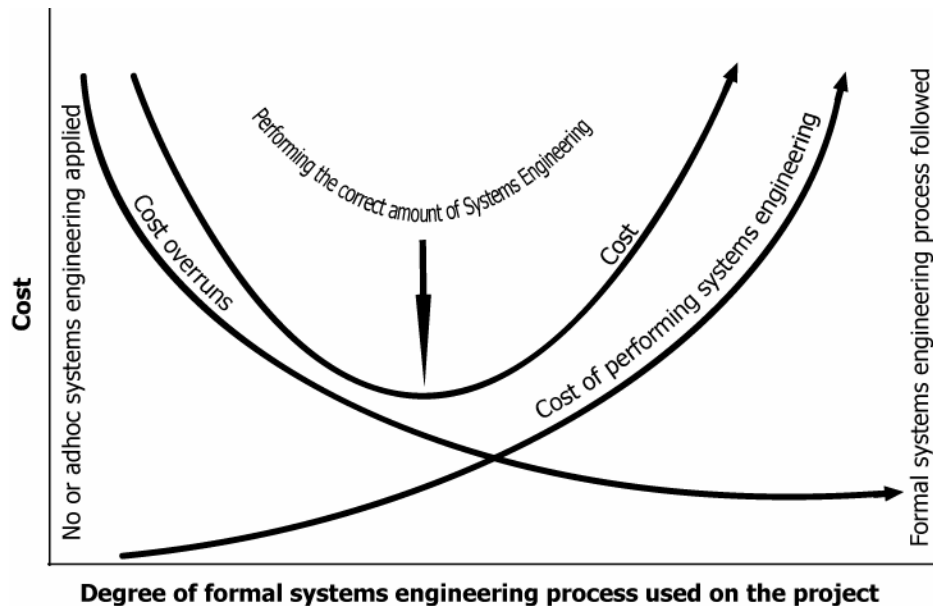 Performing the correct amount of Systems Engineering
No or adhoc systems engineering applied
Cost overruns
Cost
Cost of performing systems engineering
Formal systems engineering process followed
Cost
Degree of formal systems engineering process used on the project